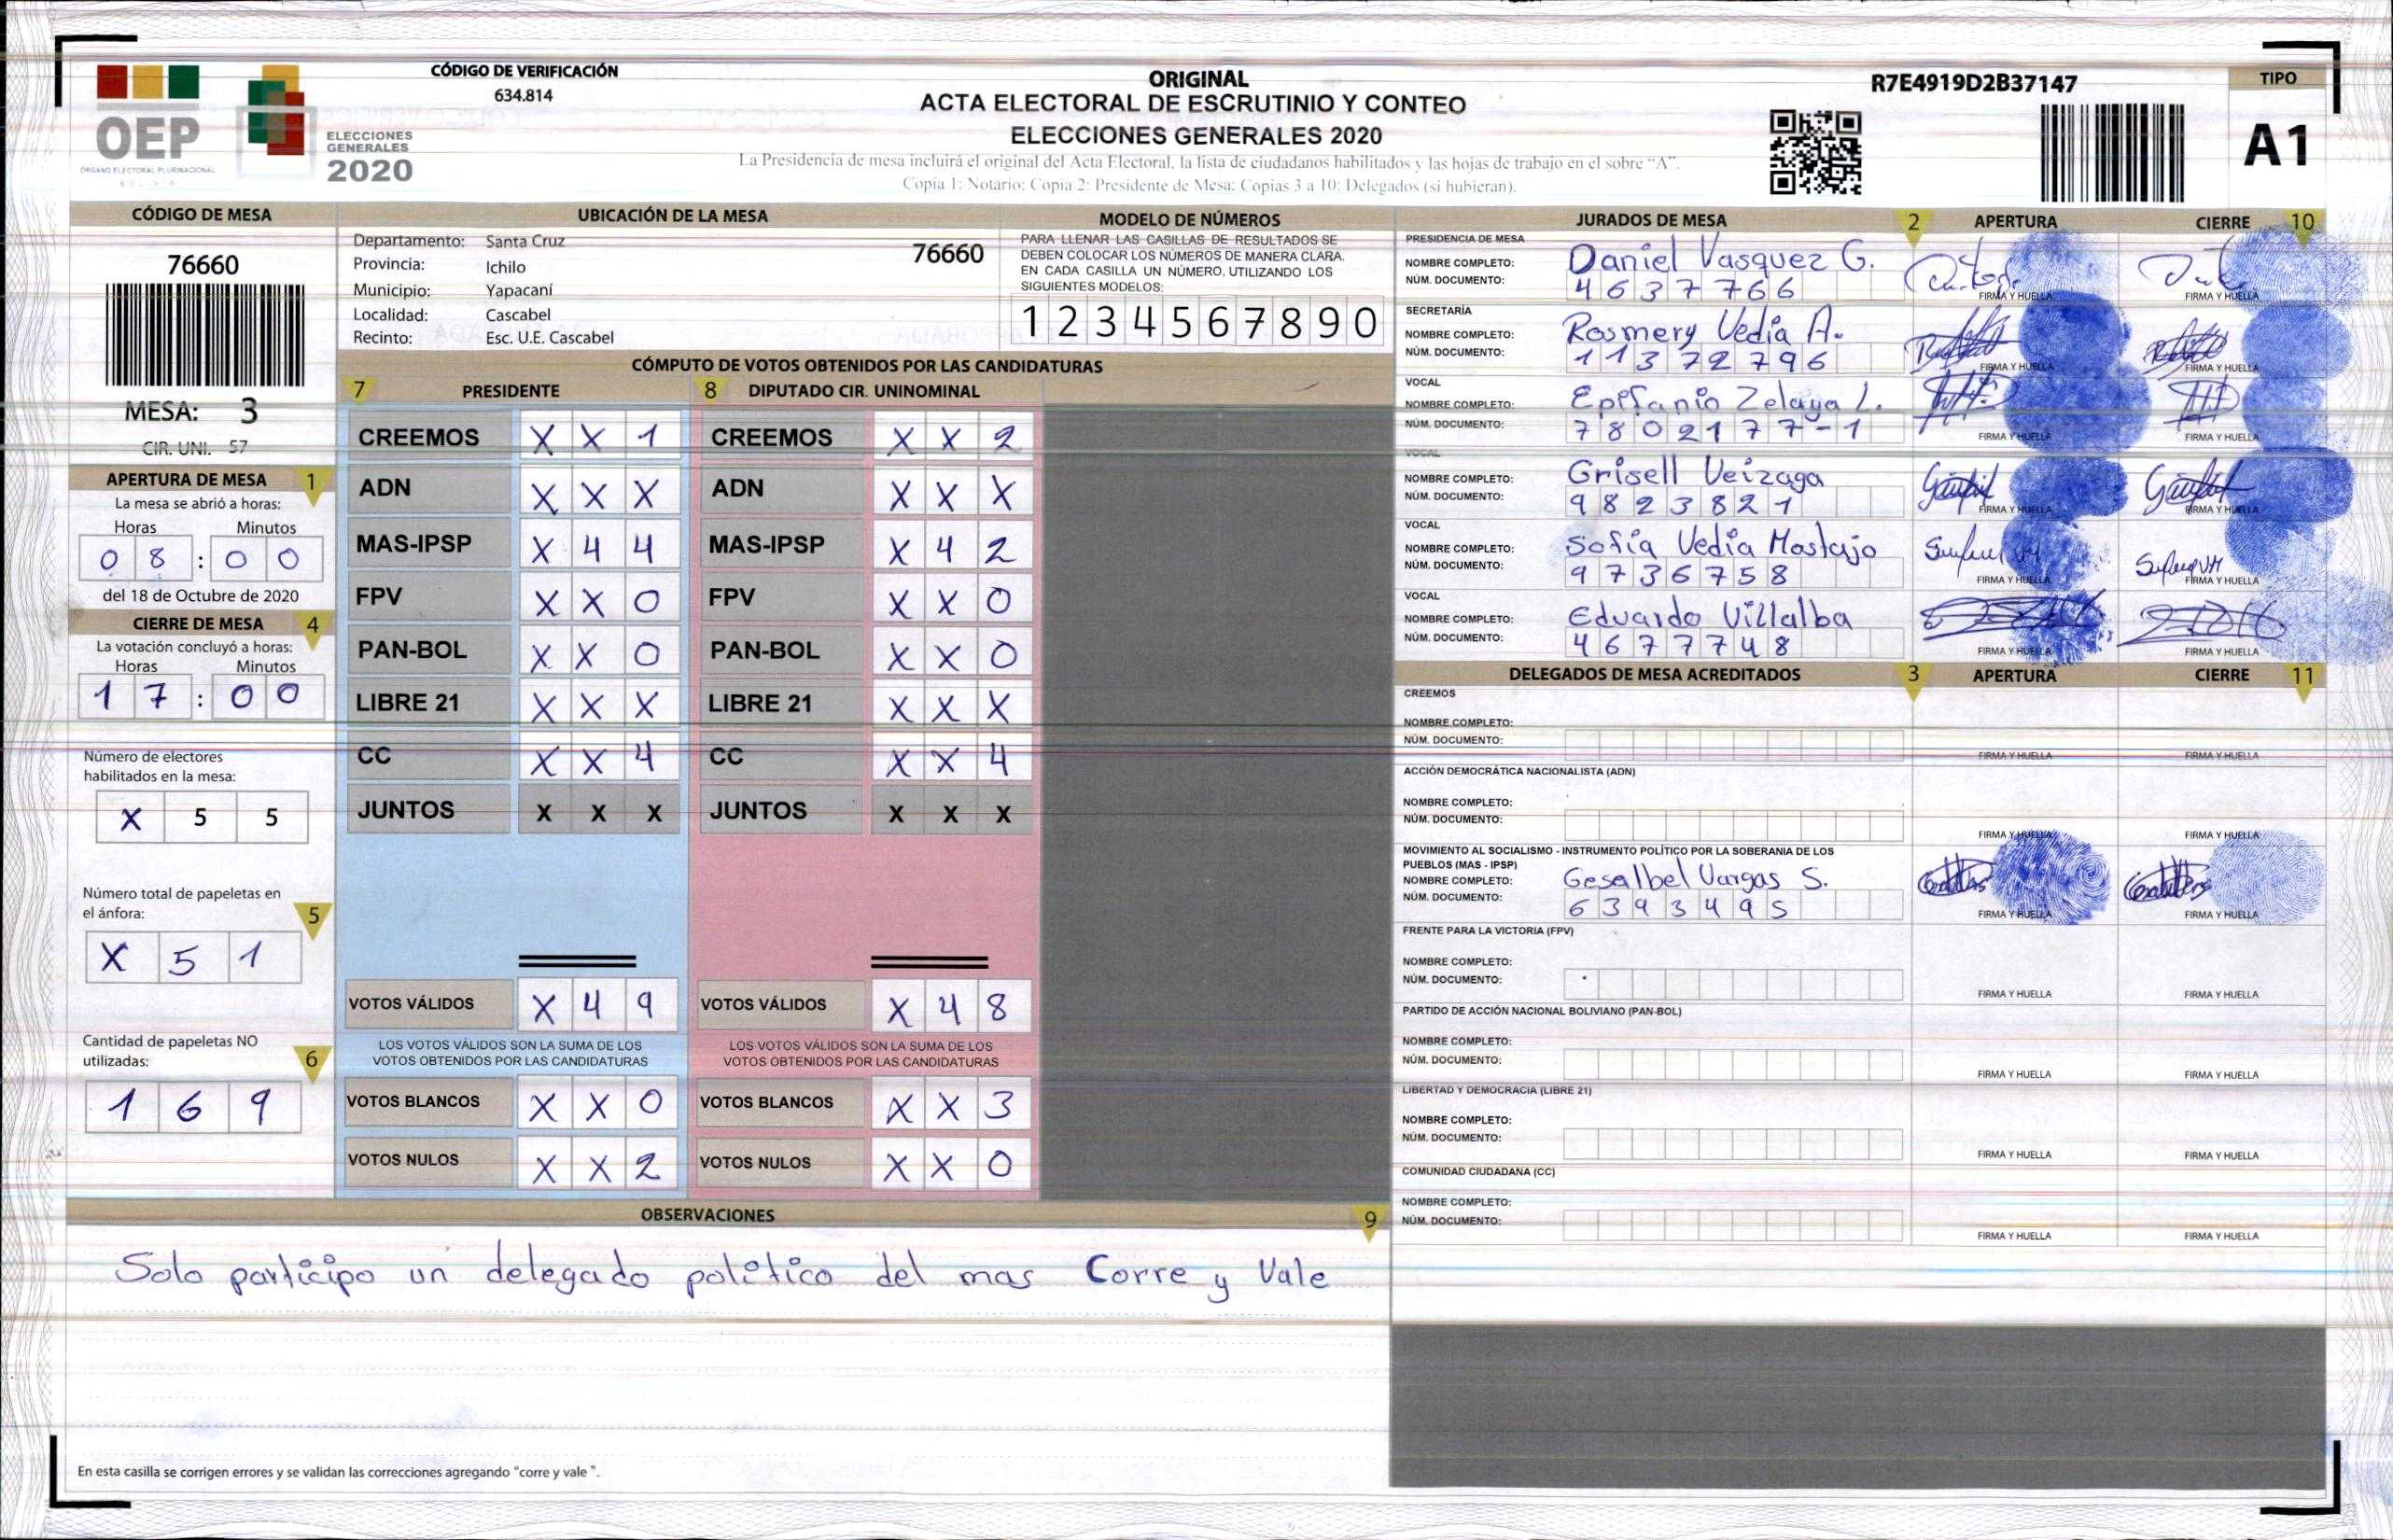 CÓDIGO DE VERIFICACIÓN
634.814
OEP
ÓRGANO ELECTORAL PLURINACIONAL
BOLIVIA
ELECCIONES
GENERALES
2020
ORIGINAL
ACTA ELECTORAL DE ESCRUTINIO Y CONTEO
ELECCIONES GENERALES 2020
La Presidencia de mesa incluirá el original del Acta Electoral, la lista de ciudadanos habilitados y las hojas de trabajo en el sobre “A”.
Copia 1: Notario; Copia 2: Presidente de Mesa; Copias 3 a 10: Delegados (si hubieran).
R7E4919D2B37147
TIPO
A1
CÓDIGO DE MESA
76660
MESA: 3
CIR. UNI. 57
APERTURA DE MESA 1
La mesa se abrió a horas:
Horas Minutos
0 8 : 0 0
del 18 de Octubre de 2020
CIERRE DE MESA 4
La votación concluyó a horas:
Horas Minutos
1 7 : 0 0
Número de electores
habilitados en la mesa:
X 5 5
Número total de papeletas en
el ánfora: 5
X 5 1
Cantidad de papeletas NO
utilizadas: 6
1 6 9
UBICACIÓN DE LA MESA
Departamento: Santa Cruz 76660
Provincia: Ichilo
Municipio: Yapacaní
Localidad: Cascabel
Recinto: Esc. U.E. Cascabel
MODELO DE NÚMEROS
PARA LLENAR LAS CASILLAS DE RESULTADOS SE
DEBEN COLOCAR LOS NÚMEROS DE MANERA CLARA.
EN CADA CASILLA UN NÚMERO, UTILIZANDO LOS
SIGUIENTES MODELOS:
1 2 3 4 5 6 7 8 9 0
CÓMPUTO DE VOTOS OBTENIDOS POR LAS CANDIDATURAS
7 PRESIDENTE 8 DIPUTADO CIR. UNINOMINAL
CREEMOS X X 1 CREEMOS X X 2
ADN X X X ADN X X X
MAS-IPSP X 4 4 MAS-IPSP X 4 2
FPV X X 0 FPV X X 0
PAN-BOL X X 0 PAN-BOL X X 0
LIBRE 21 X X X LIBRE 21 X X X
CC X X 4 CC X X 4
JUNTOS X X X JUNTOS X X X
VOTOS VÁLIDOS X 4 9 VOTOS VÁLIDOS X 4 8
LOS VOTOS VÁLIDOS SON LA SUMA DE LOS LOS VOTOS VÁLIDOS SON LA SUMA DE LOS
VOTOS OBTENIDOS POR LAS CANDIDATURAS VOTOS OBTENIDOS POR LAS CANDIDATURAS
VOTOS BLANCOS X X 0 VOTOS BLANCOS X X 3
VOTOS NULOS X X 2 VOTOS NULOS X X 0
OBSERVACIONES 9
Solo participo un delegado politico del mas Corre y Vale
En esta casilla se corrigen errores y se validan las correcciones agregando “corre y vale”.
JURADOS DE MESA 2 APERTURA CIERRE 10
PRESIDENCIA DE MESA
NOMBRE COMPLETO: Daniel Vasquez G.
NÚM. DOCUMENTO: 4637766
FIRMA Y HUELLA FIRMA Y HUELLA
SECRETARÍA
NOMBRE COMPLETO: Rosmery Vedia A.
NÚM. DOCUMENTO: 11372796
FIRMA Y HUELLA FIRMA Y HUELLA
VOCAL
NOMBRE COMPLETO: Epifanio Zelaya L.
NÚM. DOCUMENTO: 7802177-1
FIRMA Y HUELLA FIRMA Y HUELLA
VOCAL
NOMBRE COMPLETO: Grisell Veizaga
NÚM. DOCUMENTO: 9823821
FIRMA Y HUELLA FIRMA Y HUELLA
VOCAL
NOMBRE COMPLETO: Sofia Vedia Mostajo
NÚM. DOCUMENTO: 9736758
FIRMA Y HUELLA FIRMA Y HUELLA
VOCAL
NOMBRE COMPLETO: Eduardo Villalba
NÚM. DOCUMENTO: 4677748
FIRMA Y HUELLA FIRMA Y HUELLA
DELEGADOS DE MESA ACREDITADOS 3 APERTURA CIERRE 11
CREEMOS
NOMBRE COMPLETO:
NÚM. DOCUMENTO:
FIRMA Y HUELLA FIRMA Y HUELLA
ACCIÓN DEMOCRÁTICA NACIONALISTA (ADN)
NOMBRE COMPLETO:
NÚM. DOCUMENTO:
FIRMA Y HUELLA FIRMA Y HUELLA
MOVIMIENTO AL SOCIALISMO - INSTRUMENTO POLÍTICO POR LA SOBERANIA DE LOS
PUEBLOS (MAS - IPSP)
NOMBRE COMPLETO: Gesalbel Vargas S.
NÚM. DOCUMENTO: 6393495
FIRMA Y HUELLA FIRMA Y HUELLA
FRENTE PARA LA VICTORIA (FPV)
NOMBRE COMPLETO:
NÚM. DOCUMENTO:
FIRMA Y HUELLA FIRMA Y HUELLA
PARTIDO DE ACCIÓN NACIONAL BOLIVIANO (PAN-BOL)
NOMBRE COMPLETO:
NÚM. DOCUMENTO:
FIRMA Y HUELLA FIRMA Y HUELLA
LIBERTAD Y DEMOCRACIA (LIBRE 21)
NOMBRE COMPLETO:
NÚM. DOCUMENTO:
FIRMA Y HUELLA FIRMA Y HUELLA
COMUNIDAD CIUDADANA (CC)
NOMBRE COMPLETO:
NÚM. DOCUMENTO:
FIRMA Y HUELLA FIRMA Y HUELLA